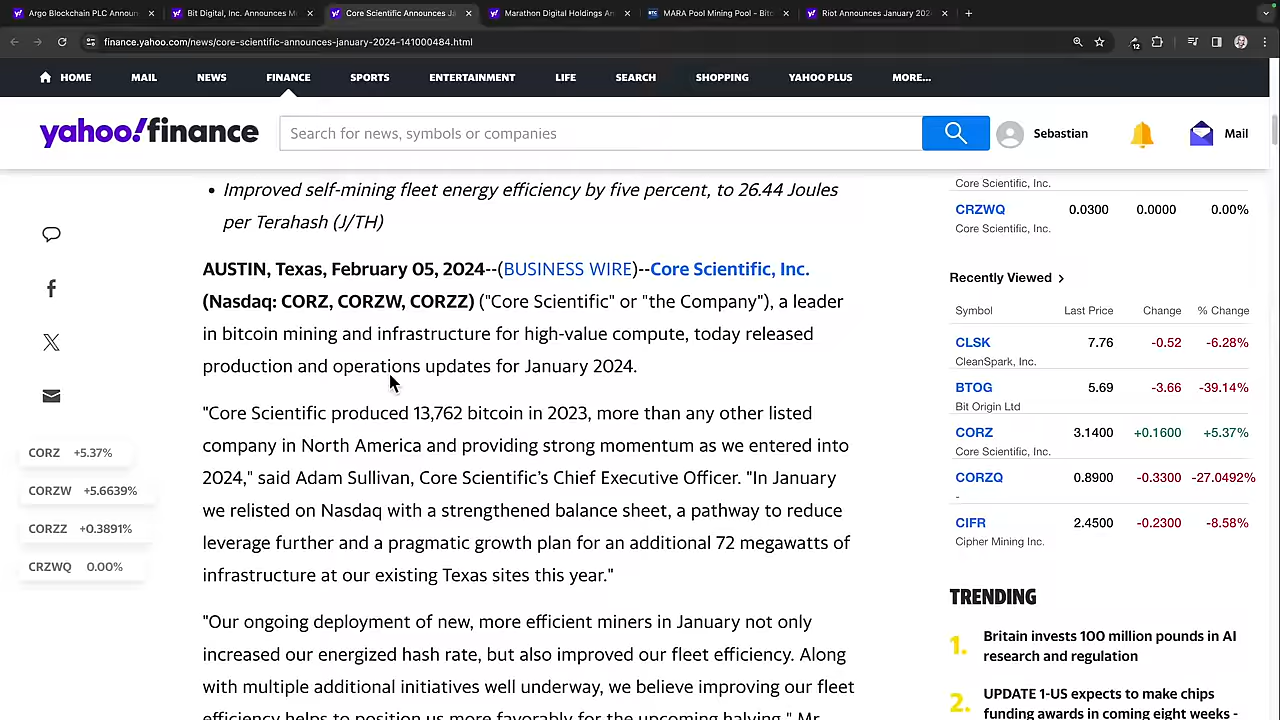 Argo Blockchain PLC Announ
Bit Digital, Inc. Announces M
Core Scientific Announces Ja
Marathon Digital Holdings An
MARA Pool Mining Pool - Bitc
Riot Announces January 202
finance.yahoo.com/news/core-scientific-announces-january-2024-141000484.html
12
HOME MAIL NEWS FINANCE SPORTS ENTERTAINMENT LIFE SEARCH SHOPPING YAHOO PLUS MORE...
yahoo!finance
Search for news, symbols or companies
Sebastian
Mail
• Improved self-mining fleet energy efficiency by five percent, to 26.44 Joules
per Terahash (J/TH)
AUSTIN, Texas, February 05, 2024--(BUSINESS WIRE)--Core Scientific, Inc.
(Nasdaq: CORZ, CORZW, CORZZ) ("Core Scientific" or "the Company"), a leader
in bitcoin mining and infrastructure for high-value compute, today released
production and operations updates for January 2024.
"Core Scientific produced 13,762 bitcoin in 2023, more than any other listed
company in North America and providing strong momentum as we entered into
2024," said Adam Sullivan, Core Scientific’s Chief Executive Officer. "In January
we relisted on Nasdaq with a strengthened balance sheet, a pathway to reduce
leverage further and a pragmatic growth plan for an additional 72 megawatts of
infrastructure at our existing Texas sites this year."
"Our ongoing deployment of new, more efficient miners in January not only
increased our energized hash rate, but also improved our fleet efficiency. Along
with multiple additional initiatives well underway, we believe improving our fleet
efficiency helps to position us more favorably for the upcoming halving," Mr.
CORZ +5.37%
CORZW +5.6639%
CORZZ +0.3891%
CRZWQ 0.00%
Core Scientific, Inc.
CRZWQ 0.0300 0.0000 0.00%
Core Scientific, Inc.
Recently Viewed >
Symbol Last Price Change % Change
CLSK 7.76 -0.52 -6.28%
CleanSpark, Inc.
BTOG 5.69 -3.66 -39.14%
Bit Origin Ltd
CORZ 3.1400 +0.1600 +5.37%
Core Scientific, Inc.
CORZQ 0.8900 -0.3300 -27.0492%
-
CIFR 2.4500 -0.2300 -8.58%
Cipher Mining Inc.
TRENDING
1. Britain invests 100 million pounds in AI
research and regulation
2. UPDATE 1-US expects to make chips
funding awards in coming eight weeks -